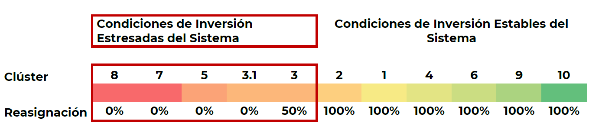 Condiciones de Inversión
Estresadas del Sistema
Condiciones de Inversión Estables del
Sistema
Clúster 8 7 5 3.1 3 2 1 4 6 9 10
Reasignación 0% 0% 0% 0% 50% 100% 100% 100% 100% 100% 100%